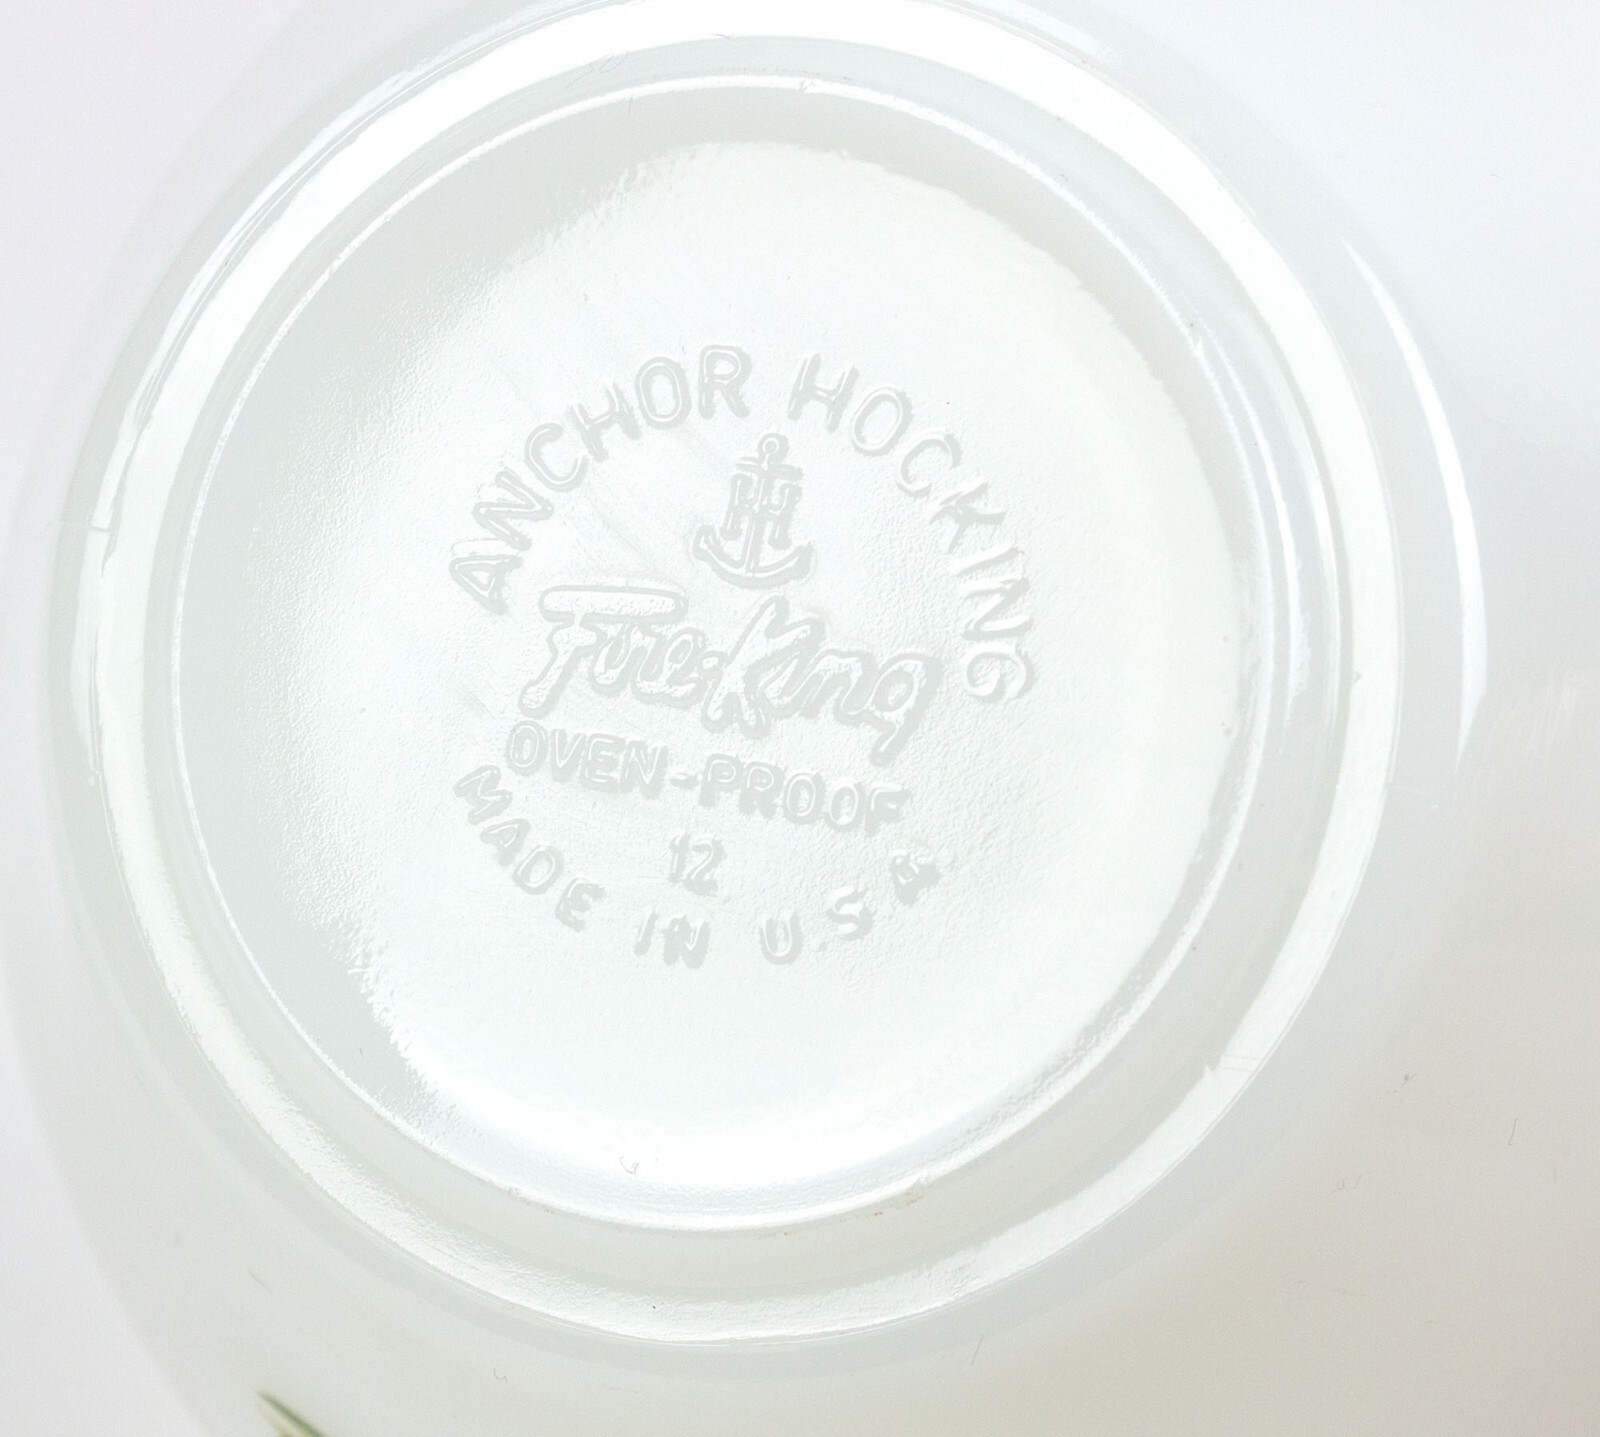 ANCHOR HOCKING
H
Fire-King
OVEN-PROOF
12
MADE IN U S A